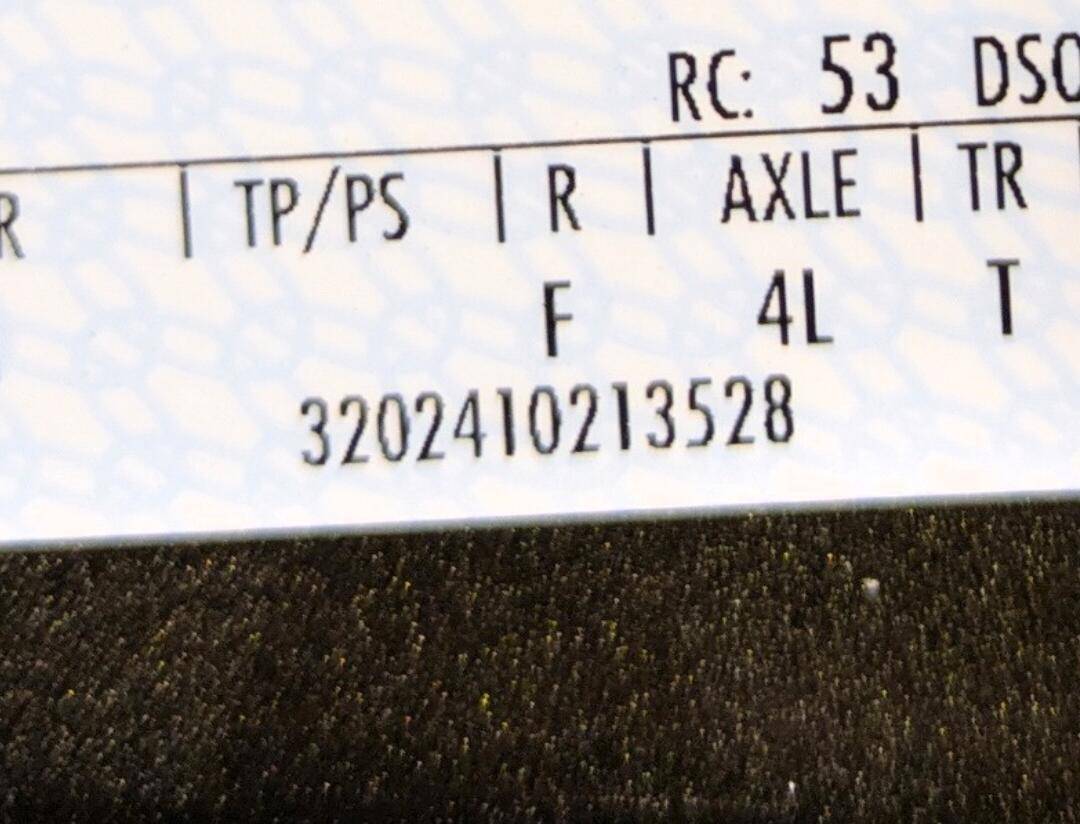 RC: 53 DSO
R | TP/PS | R | AXLE | TR
F 4L T
3202410213528